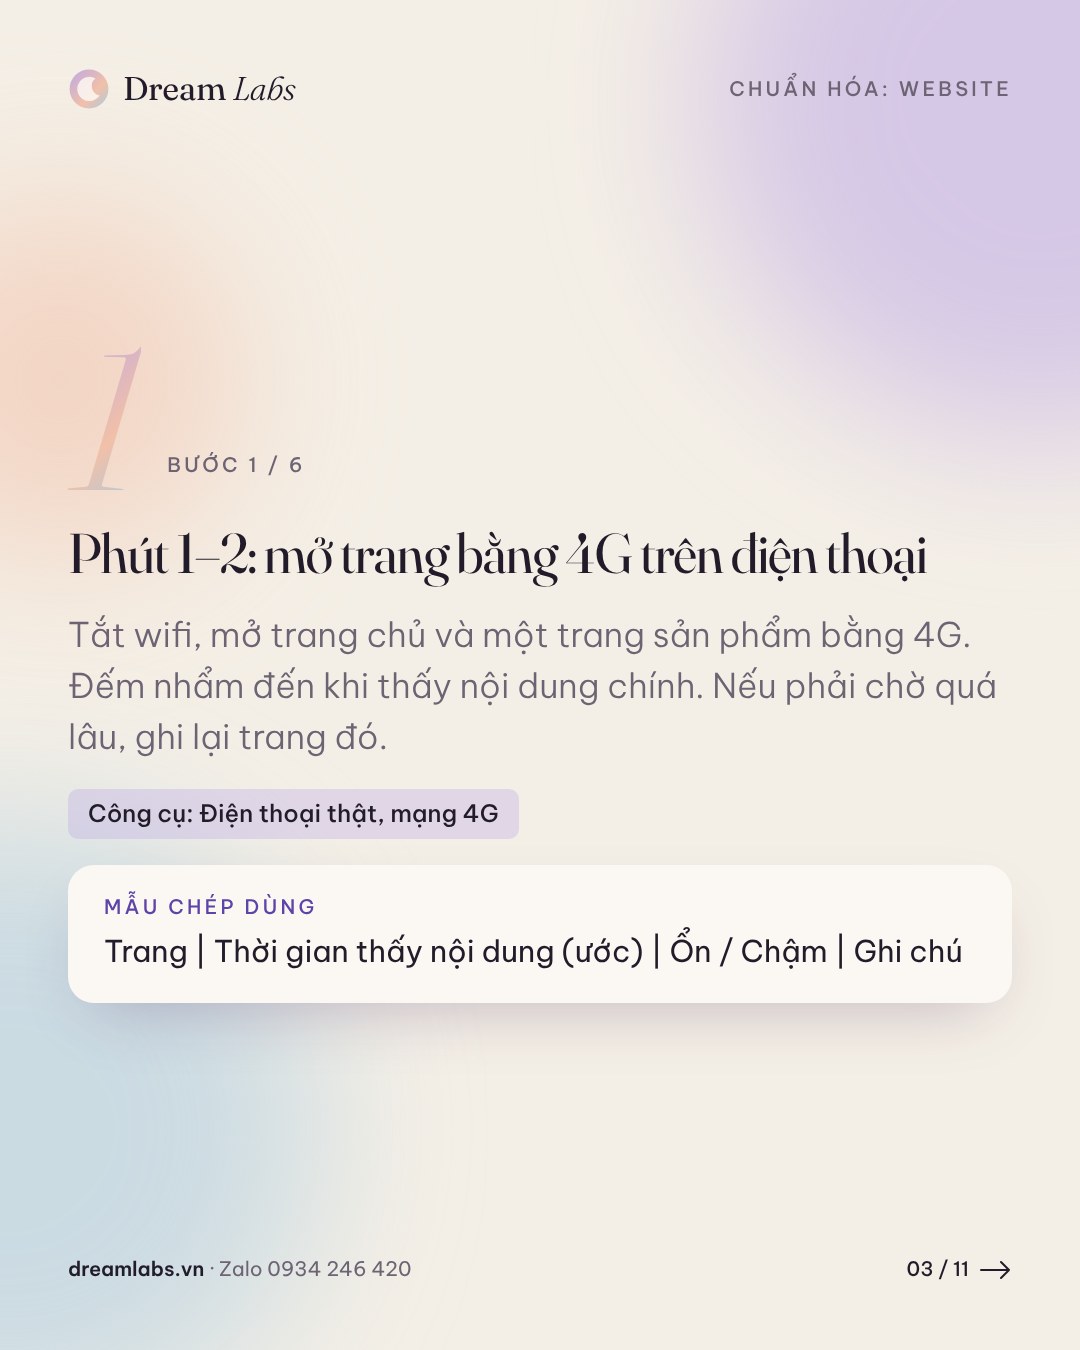 Dream Labs
CHUẨN HÓA: WEBSITE
1
BƯỚC 1 / 6
Phút 1–2: mở trang bằng 4G trên điện thoại
Tắt wifi, mở trang chủ và một trang sản phẩm bằng 4G.
Đếm nhẩm đến khi thấy nội dung chính. Nếu phải chờ quá
lâu, ghi lại trang đó.
Công cụ: Điện thoại thật, mạng 4G
MẪU CHÉP DÙNG
Trang | Thời gian thấy nội dung (ước) | Ổn / Chậm | Ghi chú
dreamlabs.vn · Zalo 0934 246 420
03 / 11 →